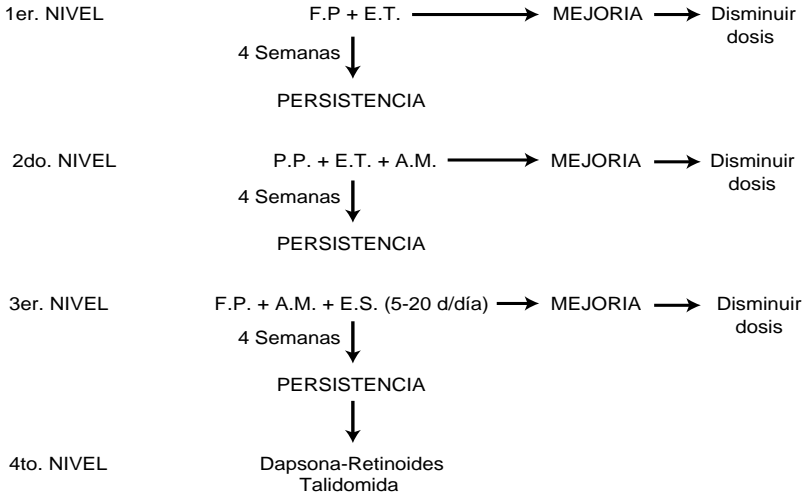 1er. NIVEL F.P + E.T. MEJORIA Disminuir
dosis
4 Semanas
PERSISTENCIA
2do. NIVEL P.P. + E.T. + A.M. MEJORIA Disminuir
dosis
4 Semanas
PERSISTENCIA
3er. NIVEL F.P. + A.M. + E.S. (5-20 d/día) MEJORIA Disminuir
dosis
4 Semanas
PERSISTENCIA
4to. NIVEL Dapsona-Retinoides
Talidomida